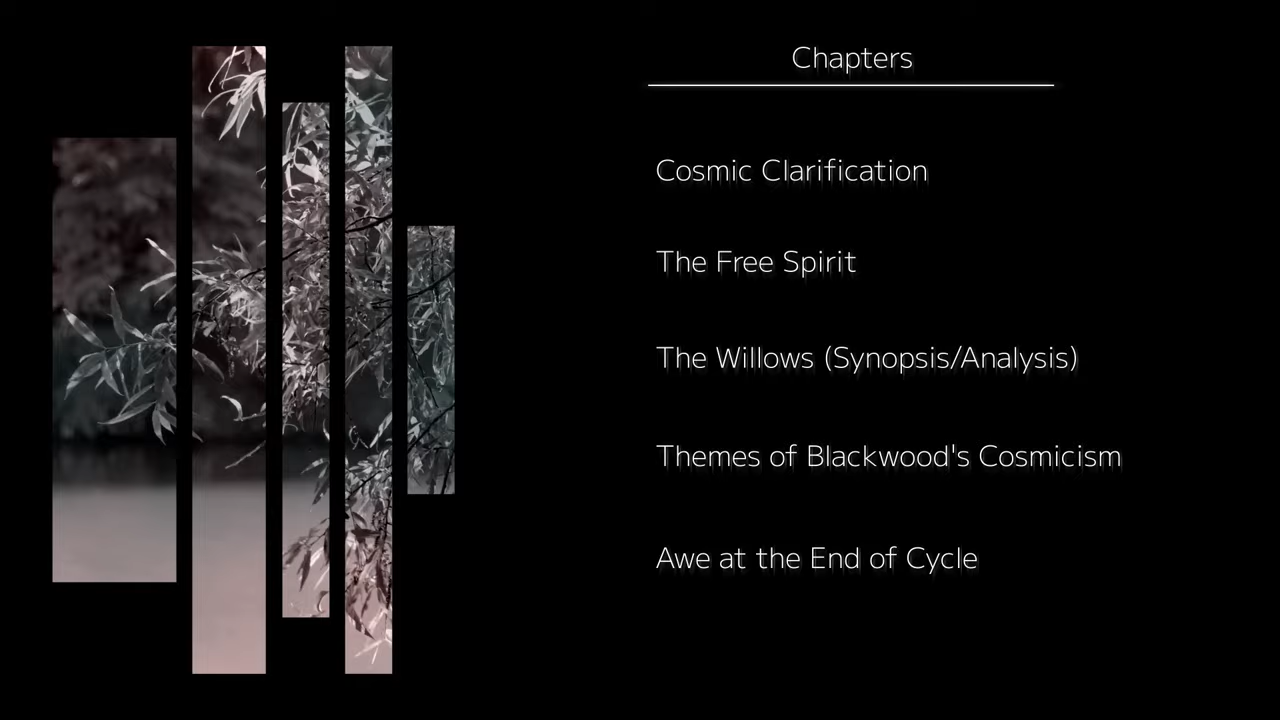 Chapters
Cosmic Clarification
The Free Spirit
The Willows (Synopsis/Analysis)
Themes of Blackwood's Cosmicism
Awe at the End of Cycle